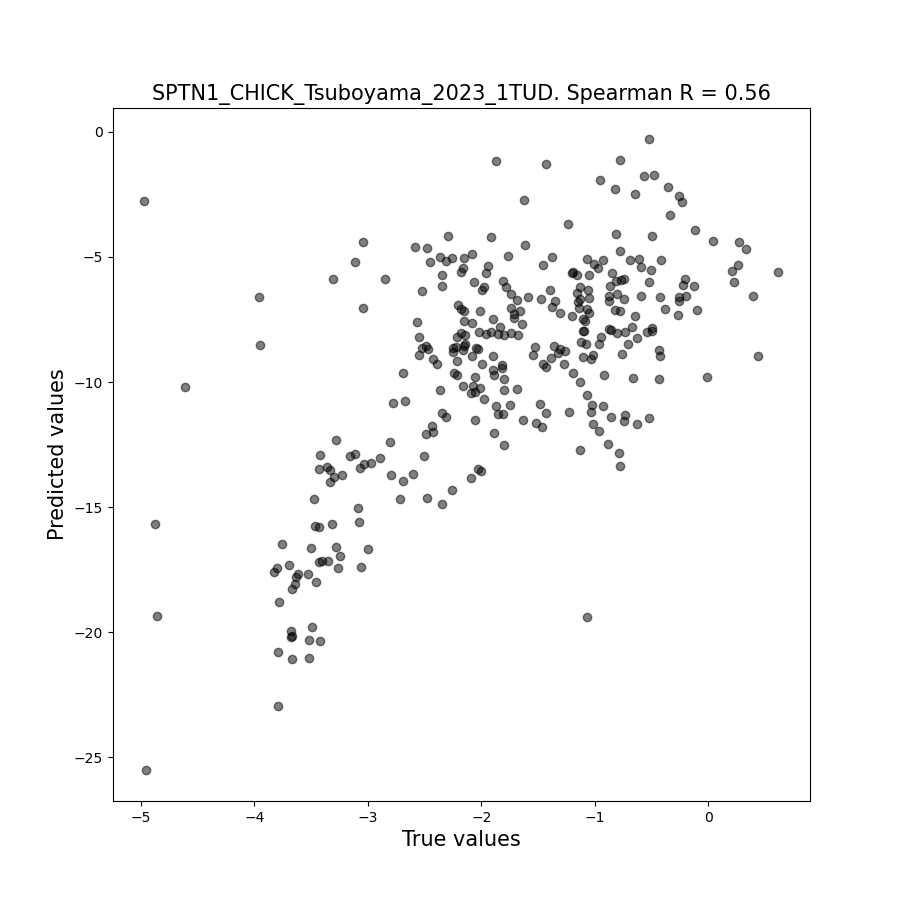 SPTN1_CHICK_Tsuboyama_2023_1TUD. Spearman R = 0.56
0
−5
−10
−15
−20
−25
Predicted values
−5 −4 −3 −2 −1 0
True values